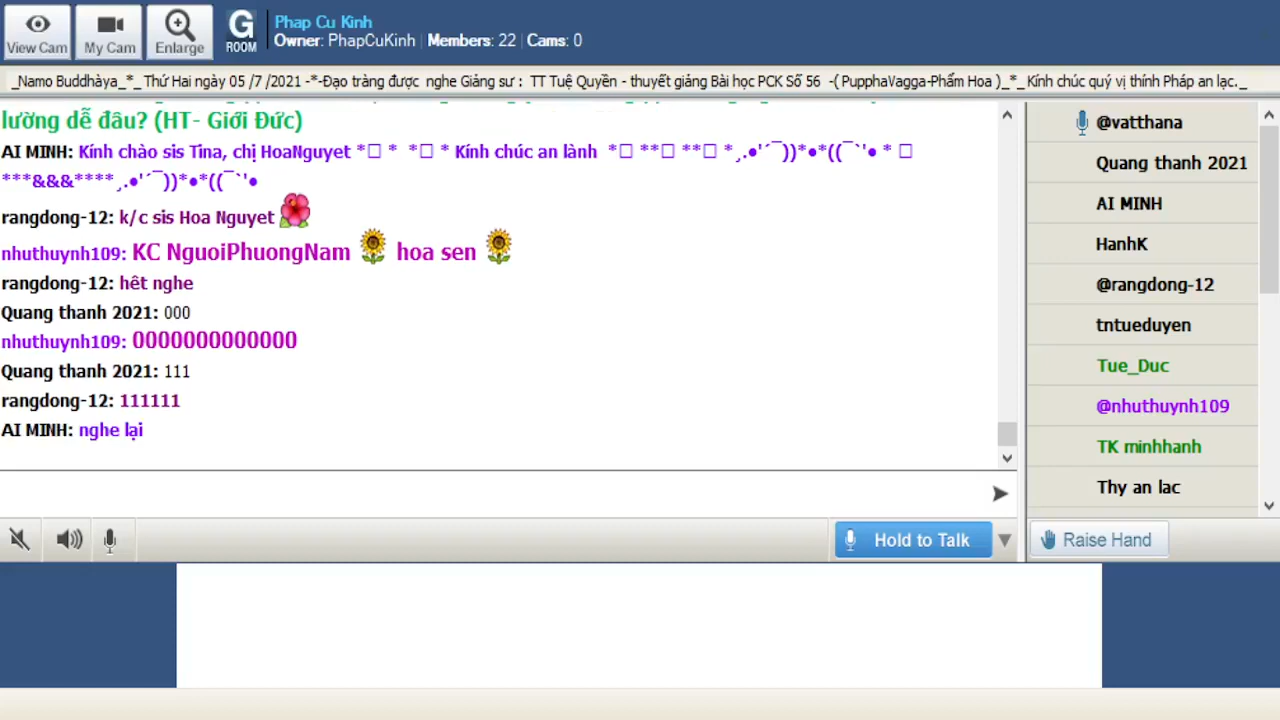 View Cam
My Cam
Enlarge
G
ROOM
Phap Cu Kinh
Owner: PhapCuKinh | Members: 22 | Cams: 0
_Namo Buddhàya_*_ Thứ Hai ngày 05 /7 /2021 -*-Đạo tràng được nghe Giảng sư : TT Tuệ Quyền - thuyết giảng Bài học PCK Số 56 -( PupphaVagga-Phẩm Hoa )_*_ Kính chúc quý vị thính Pháp an lạc._
lường dễ đâu? (HT- Giới Đức)
AI MINH: Kính chào sis Tina, chị HoaNguyet *□ * *□ * Kính chúc an lành *□ **□ **□ *¸.●'´¯))*●*((¯`'● * □
***&&&****¸.●'´¯))*●*((¯`'●
rangdong-12: k/c sis Hoa Nguyet
nhuthuynh109: KC NguoiPhuongNam hoa sen
rangdong-12: hêt nghe
Quang thanh 2021: 000
nhuthuynh109: 0000000000000
Quang thanh 2021: 111
rangdong-12: 111111
AI MINH: nghe lại
Hold to Talk
@vatthana
Quang thanh 2021
AI MINH
HanhK
@rangdong-12
tntueduyen
Tue_Duc
@nhuthuynh109
TK minhhanh
Thy an lac
Raise Hand